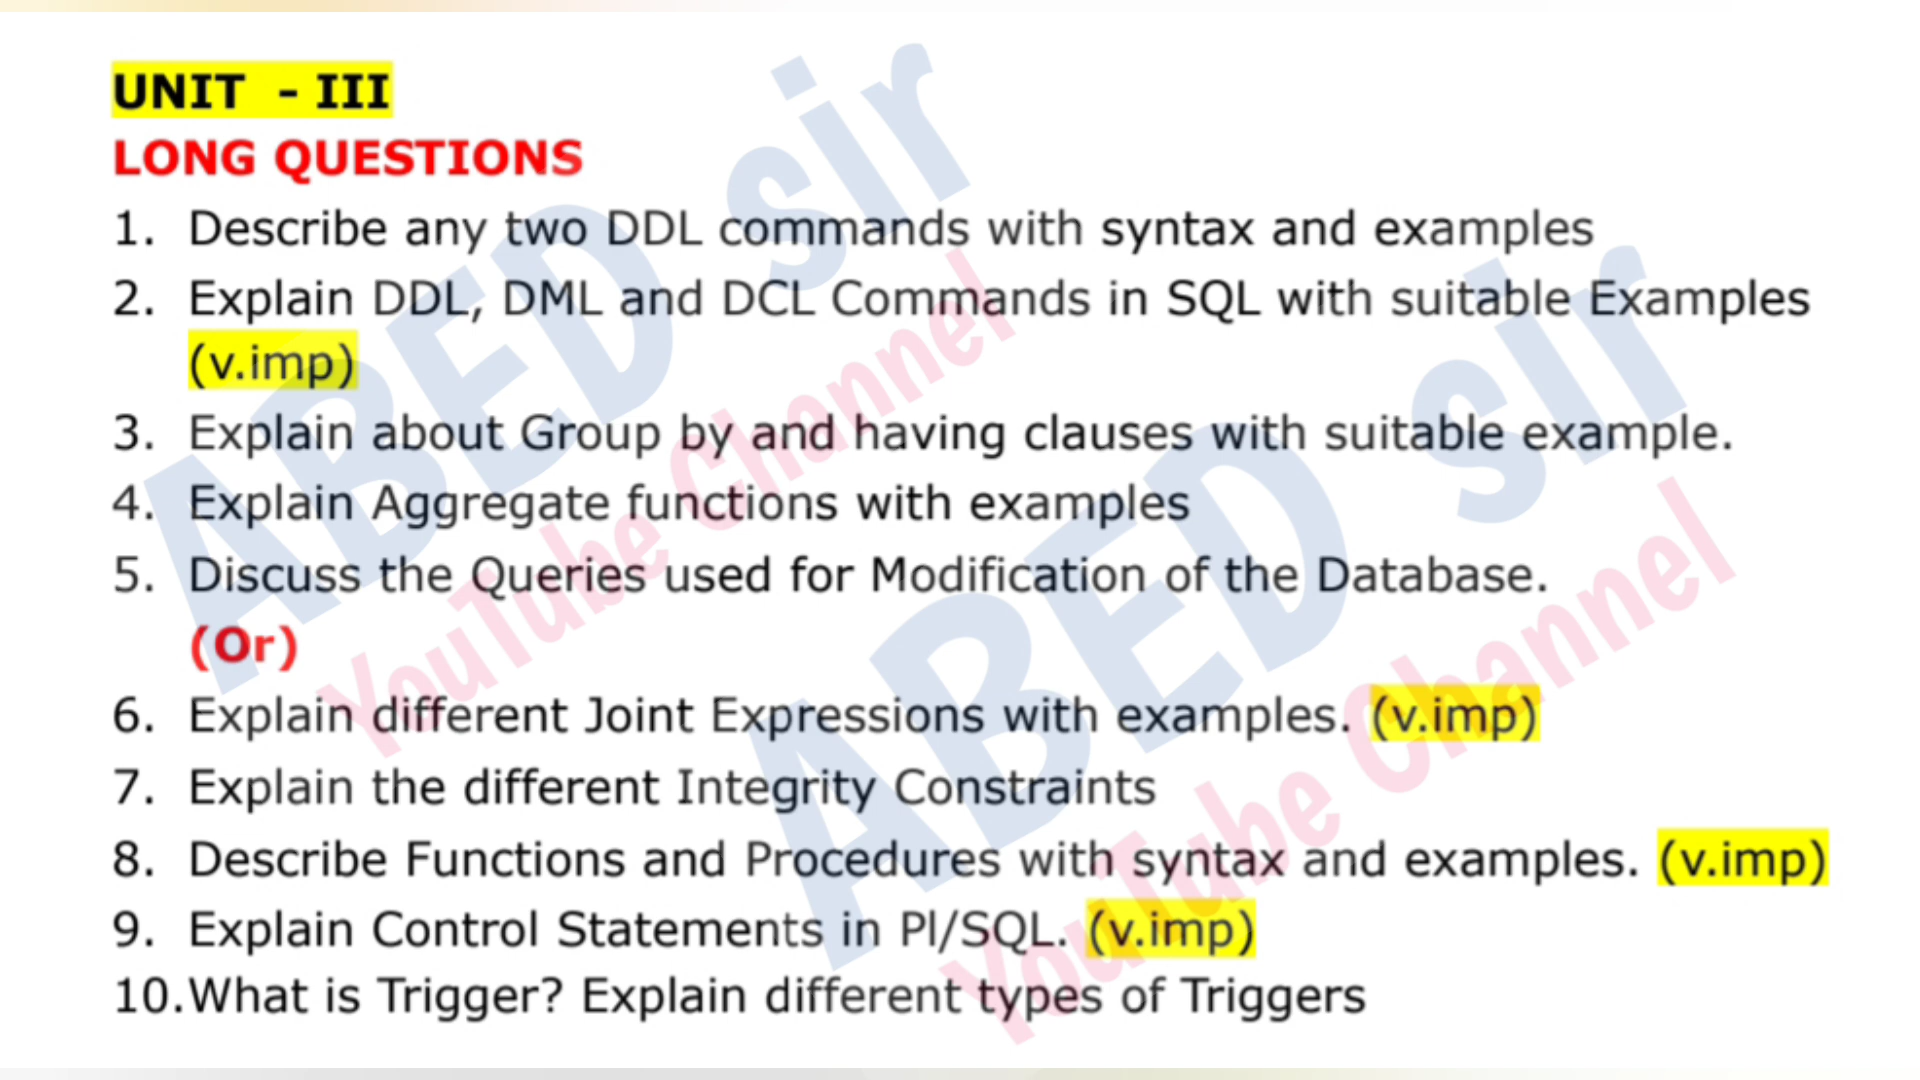 UNIT - III
LONG QUESTIONS
1. Describe any two DDL commands with syntax and examples
2. Explain DDL, DML and DCL Commands in SQL with suitable Examples
(v.imp)
3. Explain about Group by and having clauses with suitable example.
4. Explain Aggregate functions with examples
5. Discuss the Queries used for Modification of the Database.
(Or)
6. Explain different Joint Expressions with examples. (v.imp)
7. Explain the different Integrity Constraints
8. Describe Functions and Procedures with syntax and examples. (v.imp)
9. Explain Control Statements in Pl/SQL. (v.imp)
10.What is Trigger? Explain different types of Triggers
ABED sir
YouTube Channel
ABED sir
YouTube Channel